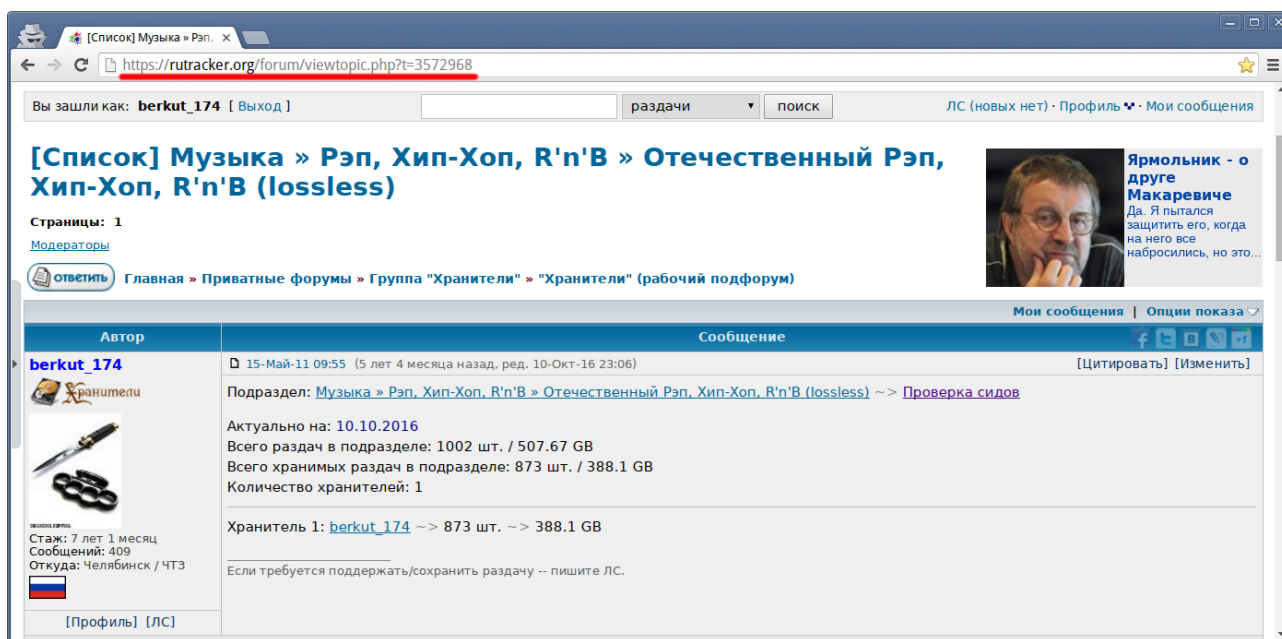 [Список] Музыка » Рэп,
https://rutracker.org/forum/viewtopic.php?t=3572968
Вы зашли как: berkut_174 [ Выход ]
раздачи
поиск
ЛС (новых нет) · Профиль · Мои сообщения
[Список] Музыка » Рэп, Хип-Хоп, R'n'B » Отечественный Рэп,
Хип-Хоп, R'n'B (lossless)
Ярмольник - о
друге
Макаревиче
Да. Я пытался
защитить его, когда
на него все
набросились, но это...
Страницы: 1
Модераторы
ответить
Главная » Приватные форумы » Группа "Хранители" » "Хранители" (рабочий подфорум)
Мои сообщения | Опции показа
Автор
Сообщение
berkut_174
Хранители
15-Май-11 09:55 (5 лет 4 месяца назад, ред. 10-Окт-16 23:06)
[Цитировать] [Изменить]
Подраздел: Музыка » Рэп, Хип-Хоп, R'n'B » Отечественный Рэп, Хип-Хоп, R'n'B (lossless) ~> Проверка сидов
Актуально на: 10.10.2016
Всего раздач в подразделе: 1002 шт. / 507.67 GB
Всего хранимых раздач в подразделе: 873 шт. / 388.1 GB
Количество хранителей: 1
Хранитель 1: berkut_174 ~> 873 шт. ~> 388.1 GB
Если требуется поддержать/сохранить раздачу -- пишите ЛС.
Стаж: 7 лет 1 месяц
Сообщений: 409
Откуда: Челябинск / ЧТЗ
[Профиль] [ЛС]